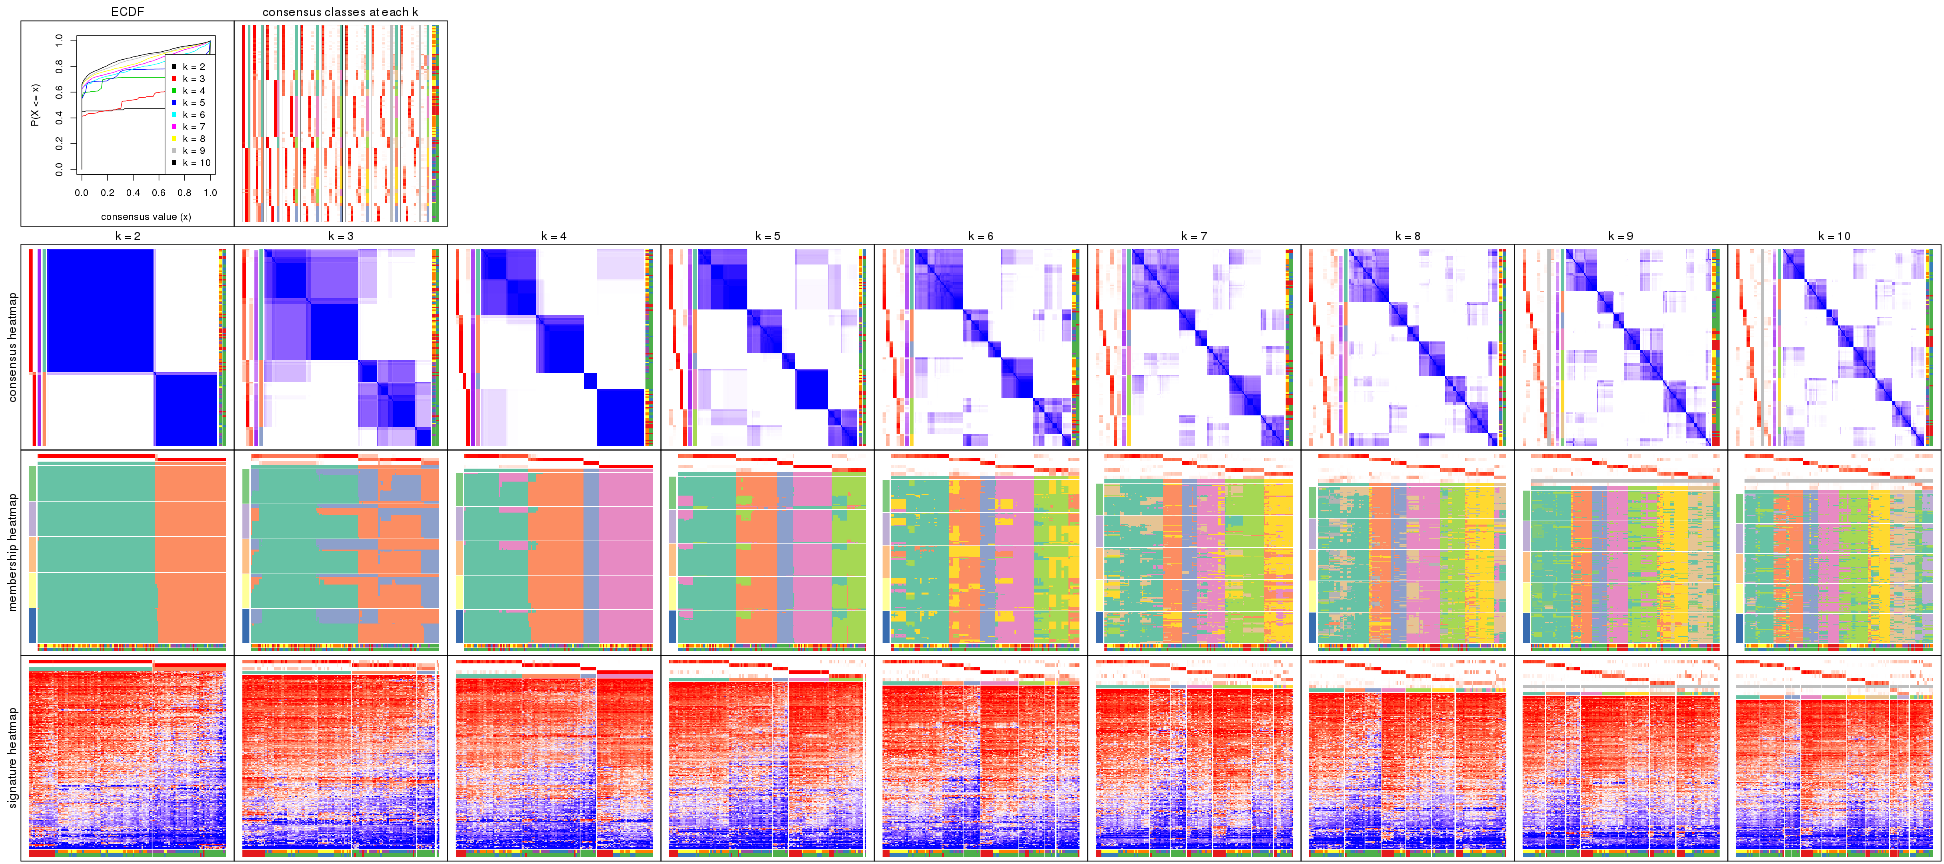 ECDF
consensus classes at each k
P(X <= x)
0.0 0.2 0.4 0.6 0.8 1.0
k = 2
k = 3
k = 4
k = 5
k = 6
k = 7
k = 8
k = 9
k = 10
0.0 0.2 0.4 0.6 0.8 1.0
consensus value (x)
k = 2 k = 3 k = 4 k = 5 k = 6 k = 7 k = 8 k = 9 k = 10
consensus heatmap
membership heatmap
signature heatmap